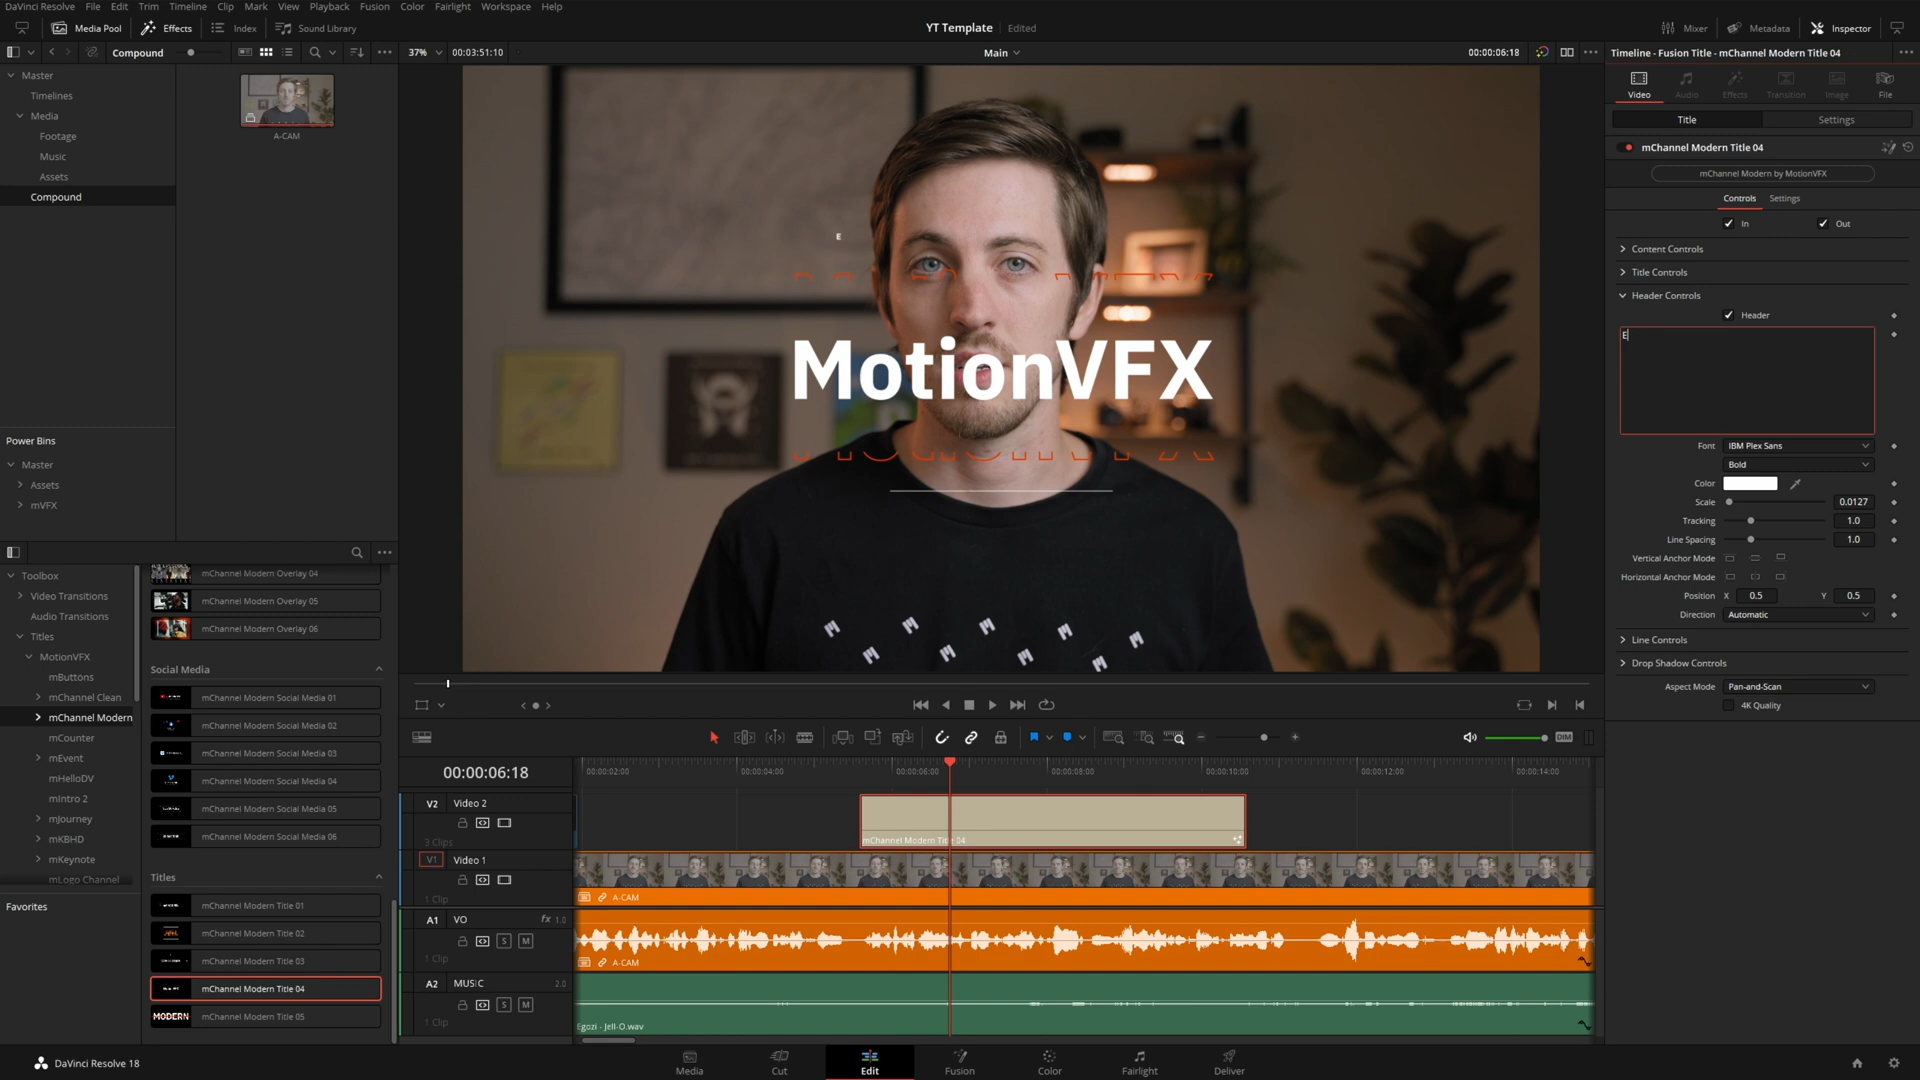 DaVinci Resolve File Edit Trim Timeline Clip Mark View Playback Fusion Color Fairlight Workspace Help
Media Pool Effects Index Sound Library
YT Template Edited
Mixer Metadata Inspector
Compound
37% 00:03:51:10
Main
00:00:06:18
Timeline - Fusion Title - mChannel Modern Title 04
Master
Timelines
Media
Footage
Music
Assets
Compound
A-CAM
Power Bins
Master
Assets
mVFX
E
MotionVFX
Video Audio Effects Transition Image File
Title Settings
mChannel Modern Title 04
mChannel Modern by MotionVFX
Controls Settings
In Out
Content Controls
Title Controls
Header Controls
Header
E
Font IBM Plex Sans
Bold
Color
Scale 0.0127
Tracking 1.0
Line Spacing 1.0
Vertical Anchor Mode
Horizontal Anchor Mode
Position X 0.5 Y 0.5
Direction Automatic
Line Controls
Drop Shadow Controls
Aspect Mode Pan-and-Scan
4K Quality
Toolbox
Video Transitions
Audio Transitions
Titles
MotionVFX
mButtons
mChannel Clean
mChannel Modern
mCounter
mEvent
mHelloDV
mIntro 2
mJourney
mKBHD
mKeynote
mLogo Channel
Favorites
mChannel Modern Overlay 04
mChannel Modern Overlay 05
mChannel Modern Overlay 06
Social Media
mChannel Modern Social Media 01
mChannel Modern Social Media 02
mChannel Modern Social Media 03
mChannel Modern Social Media 04
mChannel Modern Social Media 05
mChannel Modern Social Media 06
Titles
mChannel Modern Title 01
mChannel Modern Title 02
mChannel Modern Title 03
mChannel Modern Title 04
MODERN mChannel Modern Title 05
DIM
00:00:06:18
00:00:02:00 00:00:04:00 00:00:06:00 00:00:08:00 00:00:10:00 00:00:12:00 00:00:14:00
V2 Video 2
3 Clips
mChannel Modern Title 04
V1 Video 1
1 Clip
A-CAM
A1 VO fx 1.0
S M
1 Clip
A-CAM
A2 MUSIC 2.0
S M
1 Clip
Egozi - Jell-O.wav
DaVinci Resolve 18
Media Cut Edit Fusion Color Fairlight Deliver